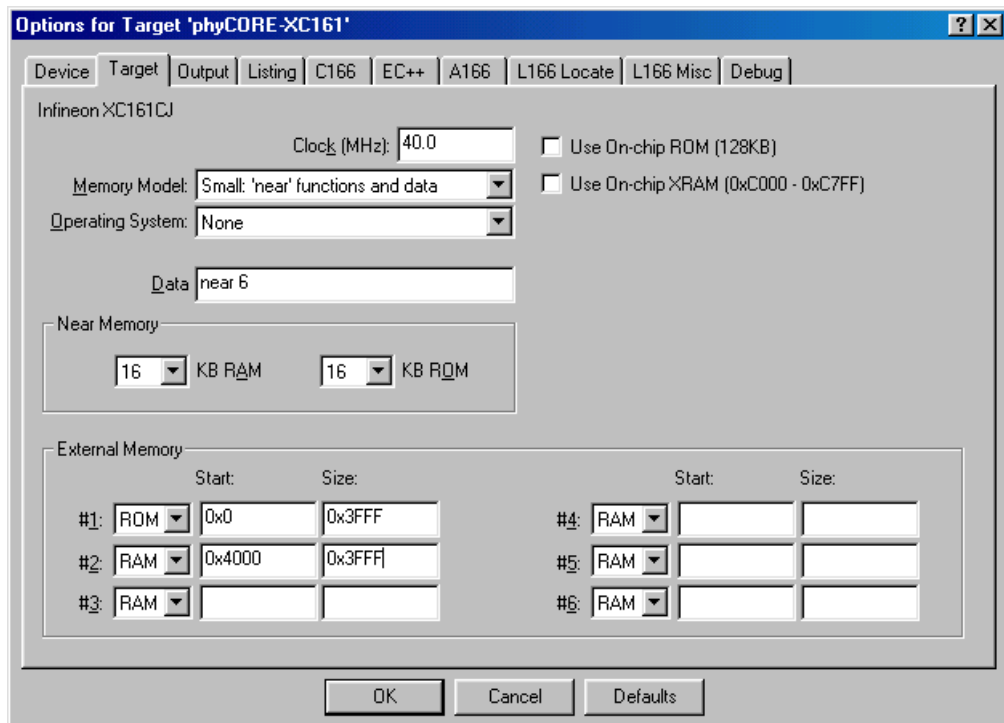 Options for Target 'phyCORE-XC161'
Device Target Output Listing C166 EC++ A166 L166 Locate L166 Misc Debug
Infineon XC161CJ
Clock (MHz): 40.0
Use On-chip ROM (128KB)
Memory Model: Small: 'near' functions and data
Use On-chip XRAM (0xC000 - 0xC7FF)
Operating System: None
Data near 6
Near Memory
16 KB RAM 16 KB ROM
External Memory
Start: Size: Start: Size:
#1: ROM 0x0 0x3FFF #4: RAM
#2: RAM 0x4000 0x3FFF #5: RAM
#3: RAM #6: RAM
OK Cancel Defaults